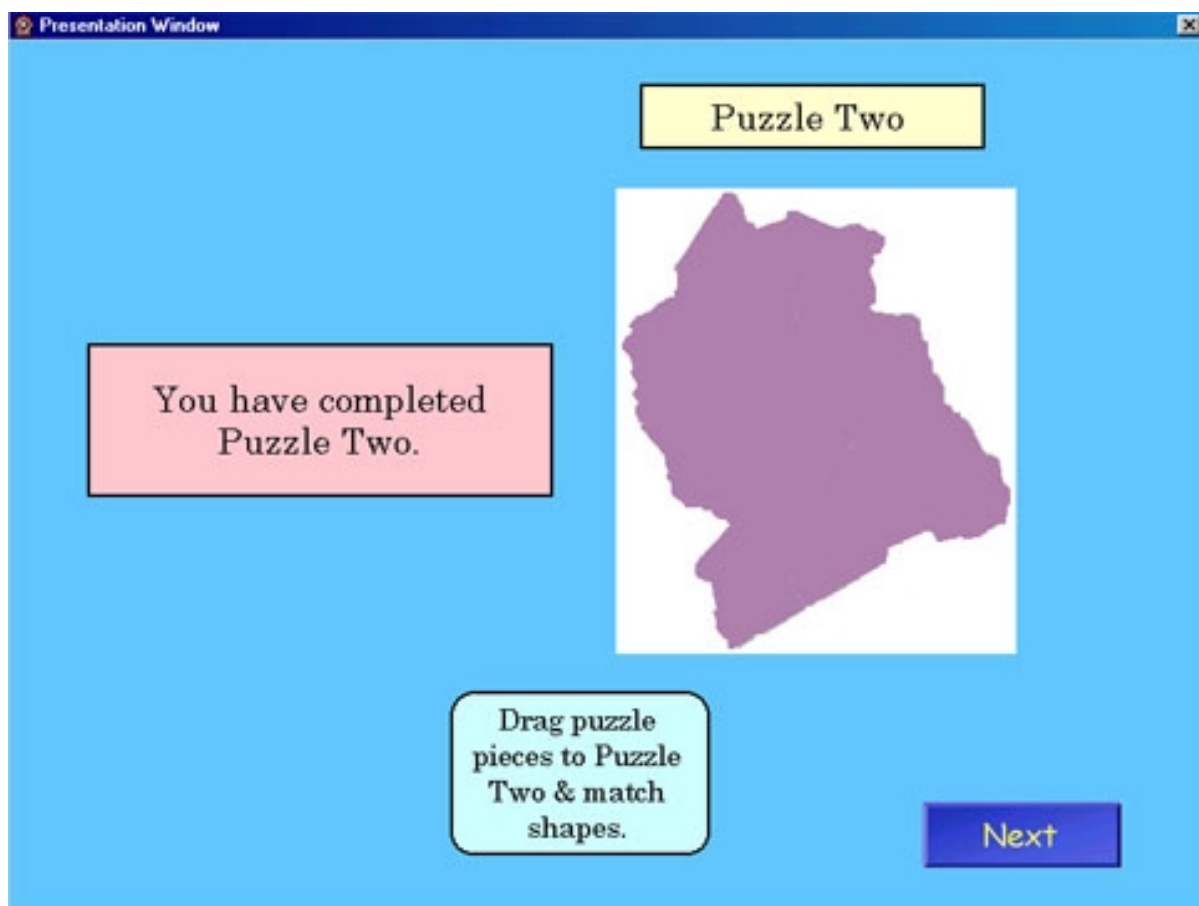 Presentation Window
Puzzle Two
You have completed
Puzzle Two.
Drag puzzle
pieces to Puzzle
Two & match
shapes.
Next